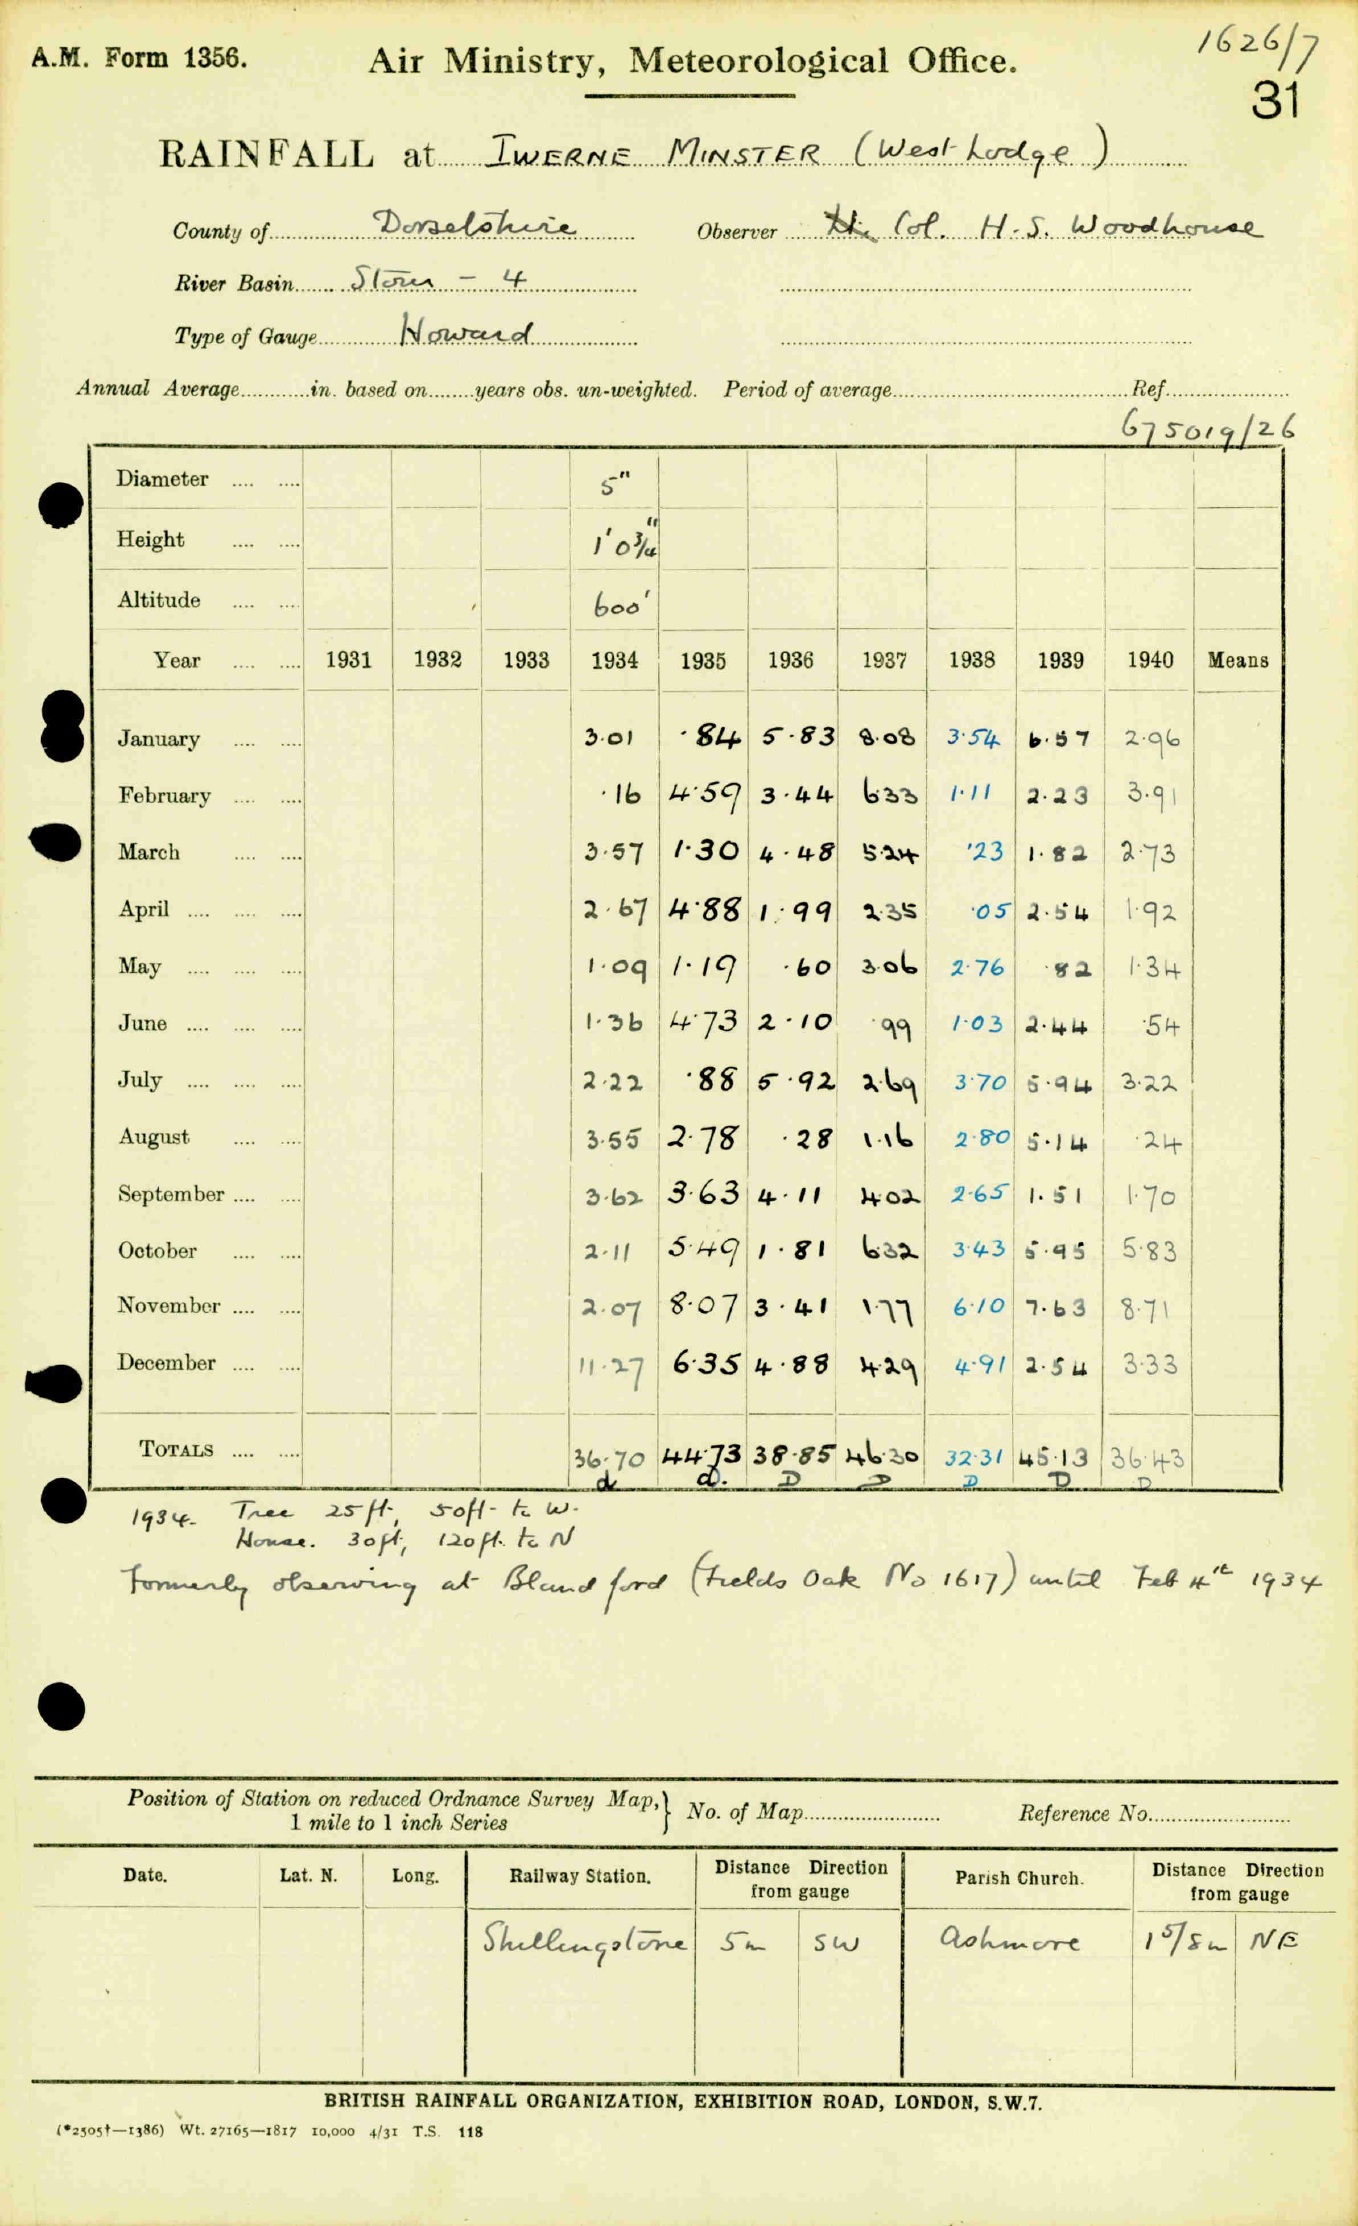 1626/7
A.M. Form 1356. Air Ministry, Meteorological Office.
31
RAINFALL at IWERNE MINSTER (West Lodge)
County of Dorsetshire Observer Lt. Col. H.S. Woodhouse
River Basin Stour - 4
Type of Gauge Howard
Annual Average in. based on years obs. un-weighted. Period of average Ref.
675019/26
Diameter 5"
Height 1' 0¾"
Altitude 600'
Year 1931 1932 1933 1934 1935 1936 1937 1938 1939 1940 Means
January 3·01 ·84 5·83 8·08 3·54 6·57 2·96
February ·16 4·59 3·44 6·33 1·11 2·23 3·91
March 3·57 1·30 4·48 5·24 ·23 1·82 2·73
April 2·67 4·88 1·99 2·35 ·05 2·54 1·92
May 1·09 1·19 ·60 3·06 2·76 ·82 1·34
June 1·36 4·73 2·10 ·99 1·03 2·44 ·54
July 2·22 ·88 5·92 2·69 3·70 5·94 3·22
August 3·55 2·78 ·28 1·16 2·80 5·14 ·24
September 3·62 3·63 4·11 4·02 2·65 1·51 1·70
October 2·11 5·49 1·81 6·32 3·43 5·95 5·83
November 2·07 8·07 3·41 1·77 6·10 7·63 8·71
December 11·27 6·35 4·88 4·29 4·91 2·54 3·33
TOTALS 36·70 44·73 38·85 46·30 32·31 45·13 36·43
d d. D D D D D
1934. Tree 25ft, 50ft to W.
House. 30ft, 120ft. to N
Formerly observing at Blandford (Fields Oak No 1617) until Feb 4th 1934
Position of Station on reduced Ordnance Survey Map, } No. of Map Reference No.
1 mile to 1 inch Series
Date. Lat. N. Long. Railway Station. Distance Direction from gauge Parish Church. Distance Direction from gauge
Shillingstone 5m SW Ashmore 1 5/8 m NE
BRITISH RAINFALL ORGANIZATION, EXHIBITION ROAD, LONDON, S.W.7.
(*2505†—1386) Wt. 27165—1817 10,000 4/31 T.S. 118